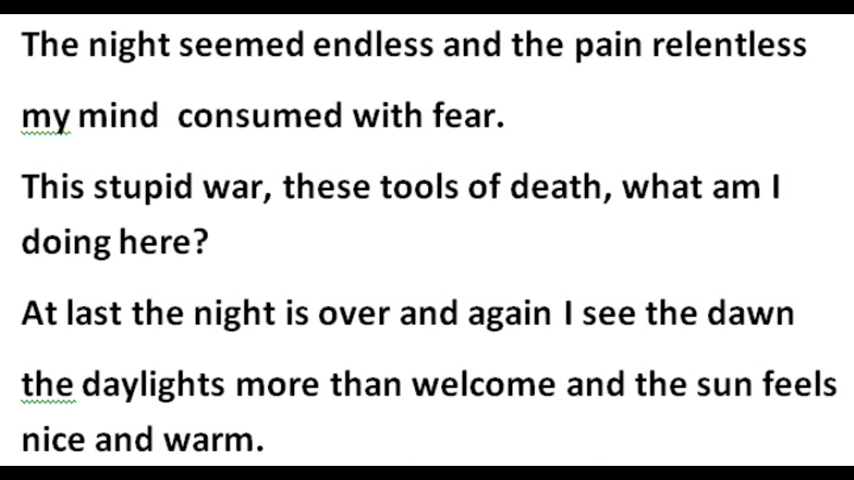 The night seemed endless and the pain relentless
my mind consumed with fear.
This stupid war, these tools of death, what am I
doing here?
At last the night is over and again I see the dawn
the daylights more than welcome and the sun feels
nice and warm.